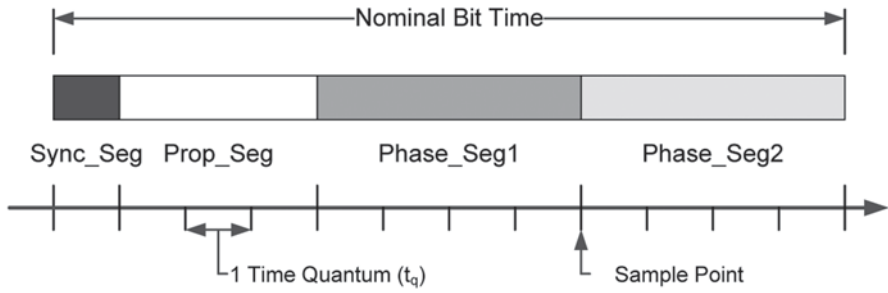 Nominal Bit Time
Sync_Seg Prop_Seg Phase_Seg1 Phase_Seg2
1 Time Quantum (tq) Sample Point